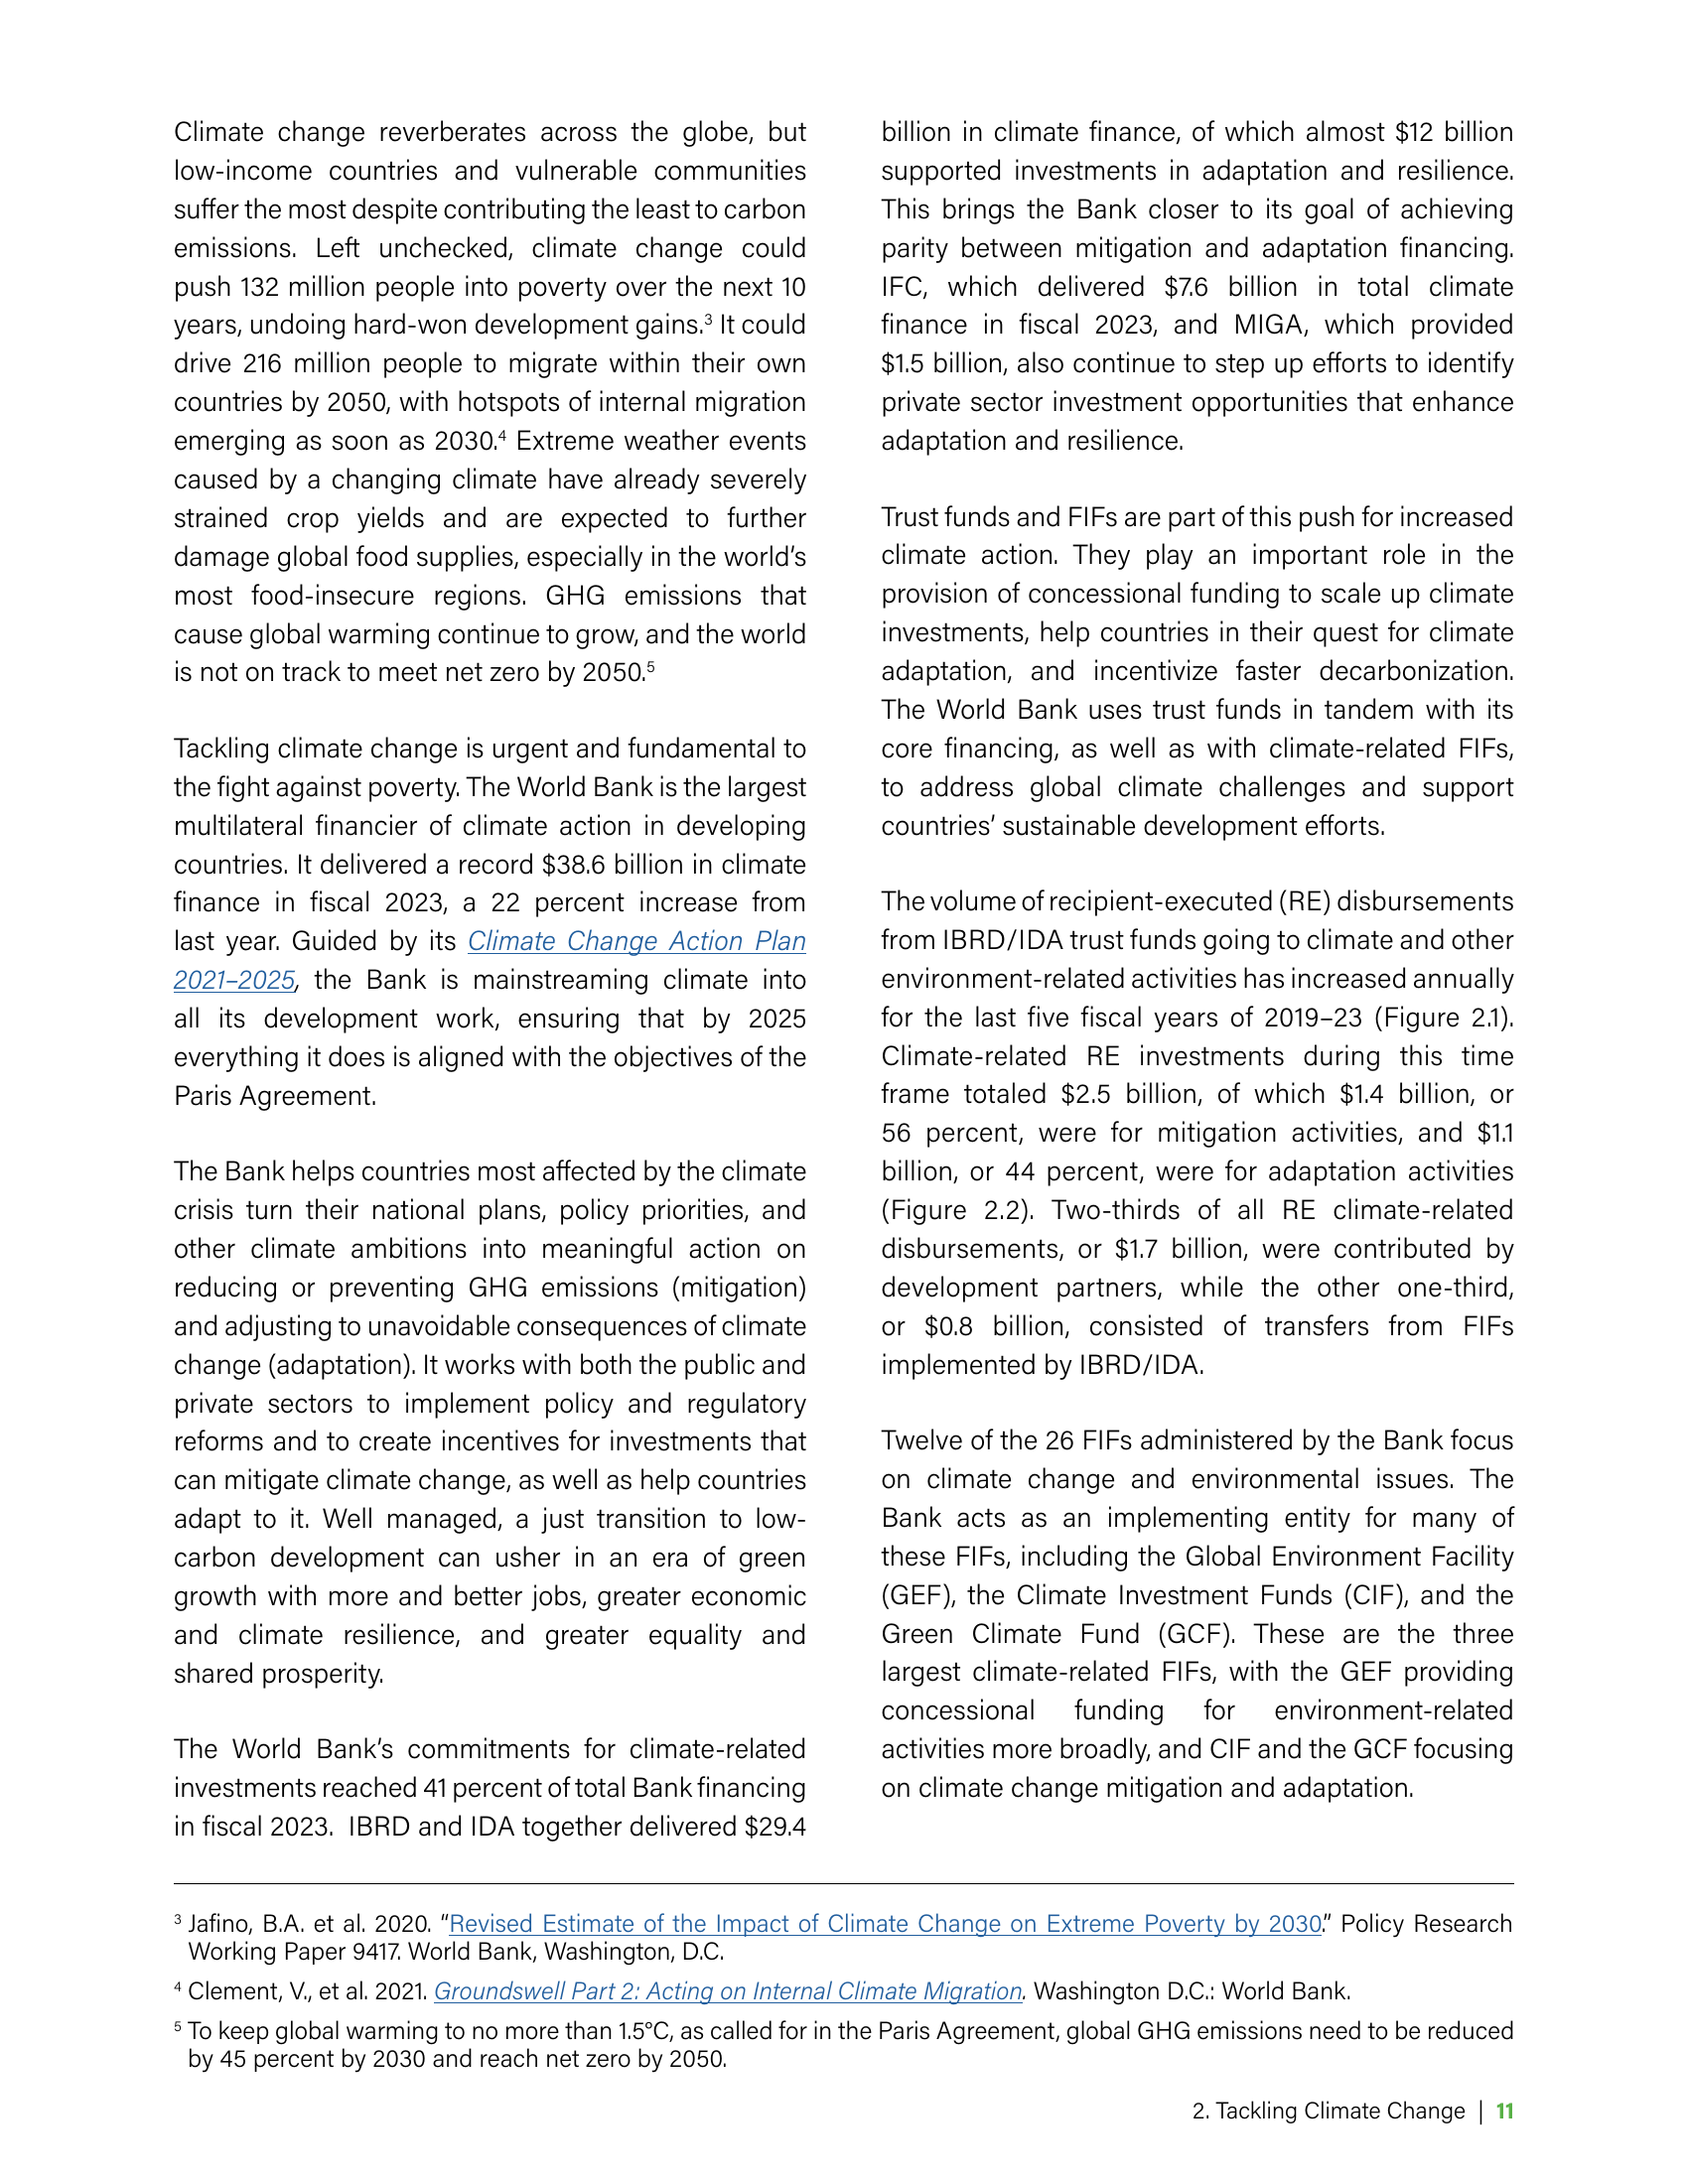 Climate change reverberates across the globe, but
low-income countries and vulnerable communities
suffer the most despite contributing the least to carbon
emissions. Left unchecked, climate change could
push 132 million people into poverty over the next 10
years, undoing hard-won development gains.³ It could
drive 216 million people to migrate within their own
countries by 2050, with hotspots of internal migration
emerging as soon as 2030.⁴ Extreme weather events
caused by a changing climate have already severely
strained crop yields and are expected to further
damage global food supplies, especially in the world's
most food-insecure regions. GHG emissions that
cause global warming continue to grow, and the world
is not on track to meet net zero by 2050.⁵
Tackling climate change is urgent and fundamental to
the fight against poverty. The World Bank is the largest
multilateral financier of climate action in developing
countries. It delivered a record $38.6 billion in climate
finance in fiscal 2023, a 22 percent increase from
last year. Guided by its Climate Change Action Plan
2021–2025, the Bank is mainstreaming climate into
all its development work, ensuring that by 2025
everything it does is aligned with the objectives of the
Paris Agreement.
The Bank helps countries most affected by the climate
crisis turn their national plans, policy priorities, and
other climate ambitions into meaningful action on
reducing or preventing GHG emissions (mitigation)
and adjusting to unavoidable consequences of climate
change (adaptation). It works with both the public and
private sectors to implement policy and regulatory
reforms and to create incentives for investments that
can mitigate climate change, as well as help countries
adapt to it. Well managed, a just transition to low-
carbon development can usher in an era of green
growth with more and better jobs, greater economic
and climate resilience, and greater equality and
shared prosperity.
The World Bank's commitments for climate-related
investments reached 41 percent of total Bank financing
in fiscal 2023.  IBRD and IDA together delivered $29.4
billion in climate finance, of which almost $12 billion
supported investments in adaptation and resilience.
This brings the Bank closer to its goal of achieving
parity between mitigation and adaptation financing.
IFC, which delivered $7.6 billion in total climate
finance in fiscal 2023, and MIGA, which provided
$1.5 billion, also continue to step up efforts to identify
private sector investment opportunities that enhance
adaptation and resilience.
Trust funds and FIFs are part of this push for increased
climate action. They play an important role in the
provision of concessional funding to scale up climate
investments, help countries in their quest for climate
adaptation, and incentivize faster decarbonization.
The World Bank uses trust funds in tandem with its
core financing, as well as with climate-related FIFs,
to address global climate challenges and support
countries' sustainable development efforts.
The volume of recipient-executed (RE) disbursements
from IBRD/IDA trust funds going to climate and other
environment-related activities has increased annually
for the last five fiscal years of 2019–23 (Figure 2.1).
Climate-related RE investments during this time
frame totaled $2.5 billion, of which $1.4 billion, or
56 percent, were for mitigation activities, and $1.1
billion, or 44 percent, were for adaptation activities
(Figure 2.2). Two-thirds of all RE climate-related
disbursements, or $1.7 billion, were contributed by
development partners, while the other one-third,
or $0.8 billion, consisted of transfers from FIFs
implemented by IBRD/IDA.
Twelve of the 26 FIFs administered by the Bank focus
on climate change and environmental issues. The
Bank acts as an implementing entity for many of
these FIFs, including the Global Environment Facility
(GEF), the Climate Investment Funds (CIF), and the
Green Climate Fund (GCF). These are the three
largest climate-related FIFs, with the GEF providing
concessional funding for environment-related
activities more broadly, and CIF and the GCF focusing
on climate change mitigation and adaptation.
³ Jafino, B.A. et al. 2020. “Revised Estimate of the Impact of Climate Change on Extreme Poverty by 2030.” Policy Research
Working Paper 9417. World Bank, Washington, D.C.
⁴ Clement, V., et al. 2021. Groundswell Part 2: Acting on Internal Climate Migration. Washington D.C.: World Bank.
⁵ To keep global warming to no more than 1.5°C, as called for in the Paris Agreement, global GHG emissions need to be reduced
by 45 percent by 2030 and reach net zero by 2050.
2. Tackling Climate Change | 11